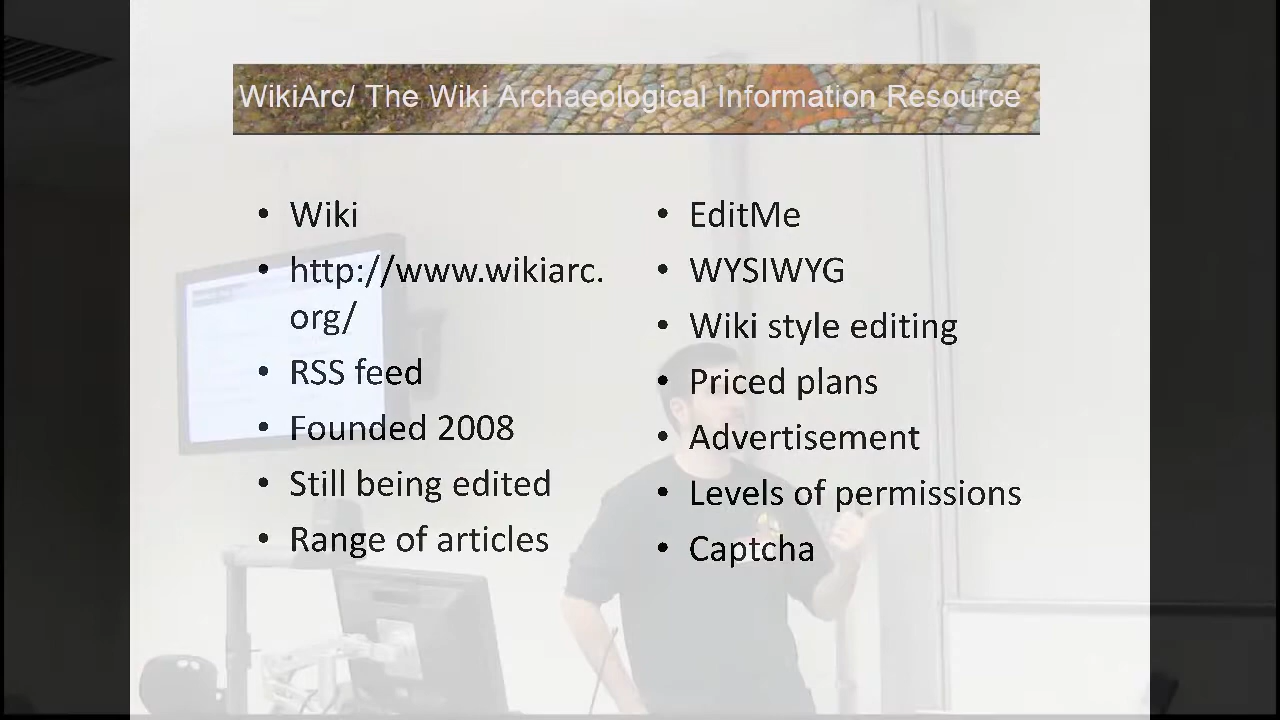 WikiArc/ The Wiki Archaeological Information Resource
• Wiki
• http://www.wikiarc.
org/
• RSS feed
• Founded 2008
• Still being edited
• Range of articles
• EditMe
• WYSIWYG
• Wiki style editing
• Priced plans
• Advertisement
• Levels of permissions
• Captcha